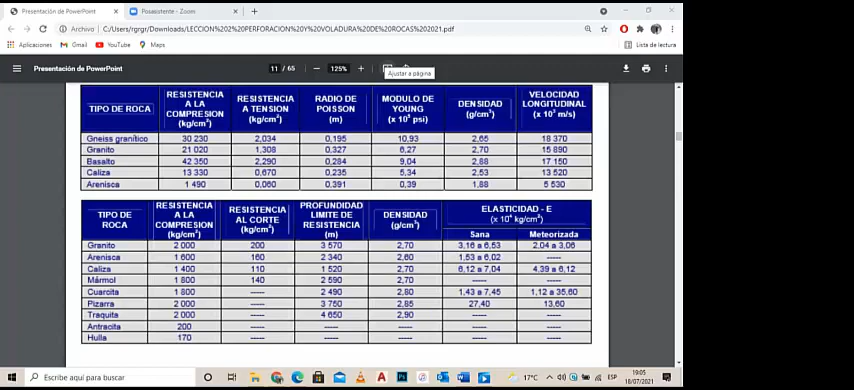 Presentación de PowerPoint
Posasistente - Zoom
Archivo
C:/Users/rgrgr/Downloads/LECCION%202%20PERFORACION%20Y%20VOLADURA%20DE%20ROCAS%202021.pdf
Aplicaciones Gmail YouTube Maps Lista de lectura
Presentación de PowerPoint 11 / 65 — 125% +
Ajustar a página
TIPO DE ROCA RESISTENCIA A LA COMPRESION (kg/cm²) RESISTENCIA A TENSION (kg/cm²) RADIO DE POISSON (m) MODULO DE YOUNG (x 10⁶ psi) DENSIDAD (g/cm³) VELOCIDAD LONGITUDINAL (x 10³ m/s)
Gneiss granítico 30 230 2,034 0,195 10,93 2,65 18 370
Granito 21 020 1,308 0,327 6,27 2,70 15 890
Basalto 42 350 2,290 0,284 9,04 2,88 17 150
Caliza 13 330 0,670 0,235 5,34 2,53 13 520
Arenisca 1 490 0,060 0,391 0,39 1,88 5 530
TIPO DE ROCA RESISTENCIA A LA COMPRESION (kg/cm²) RESISTENCIA AL CORTE (kg/cm²) PROFUNDIDAD LIMITE DE RESISTENCIA (m) DENSIDAD (g/cm³) ELASTICIDAD - E
Sana Meteorizada
Granito 2 000 200 3 570 2,70 3,16 a 6,53 2,04 a 3,06
Arenisca 1 600 160 2 340 2,60 1,53 a 6,02 -----
Caliza 1 400 110 1 520 2,70 6,12 a 7,04 4,39 a 6,12
Mármol 1 800 140 2 590 2,70 ----- -----
Cuarcita 1 800 ----- 2 490 2,80 1,43 a 7,45 1,12 a 35,60
Pizarra 2 000 ----- 3 750 2,85 27,40 13,60
Traquita 2 000 ----- 4 650 2,90 ----- -----
Antracita 200 ----- ----- ----- ----- -----
Hulla 170 ----- ----- ----- ----- -----
Escribe aquí para buscar
17°C
ESP
19:05
18/07/2021